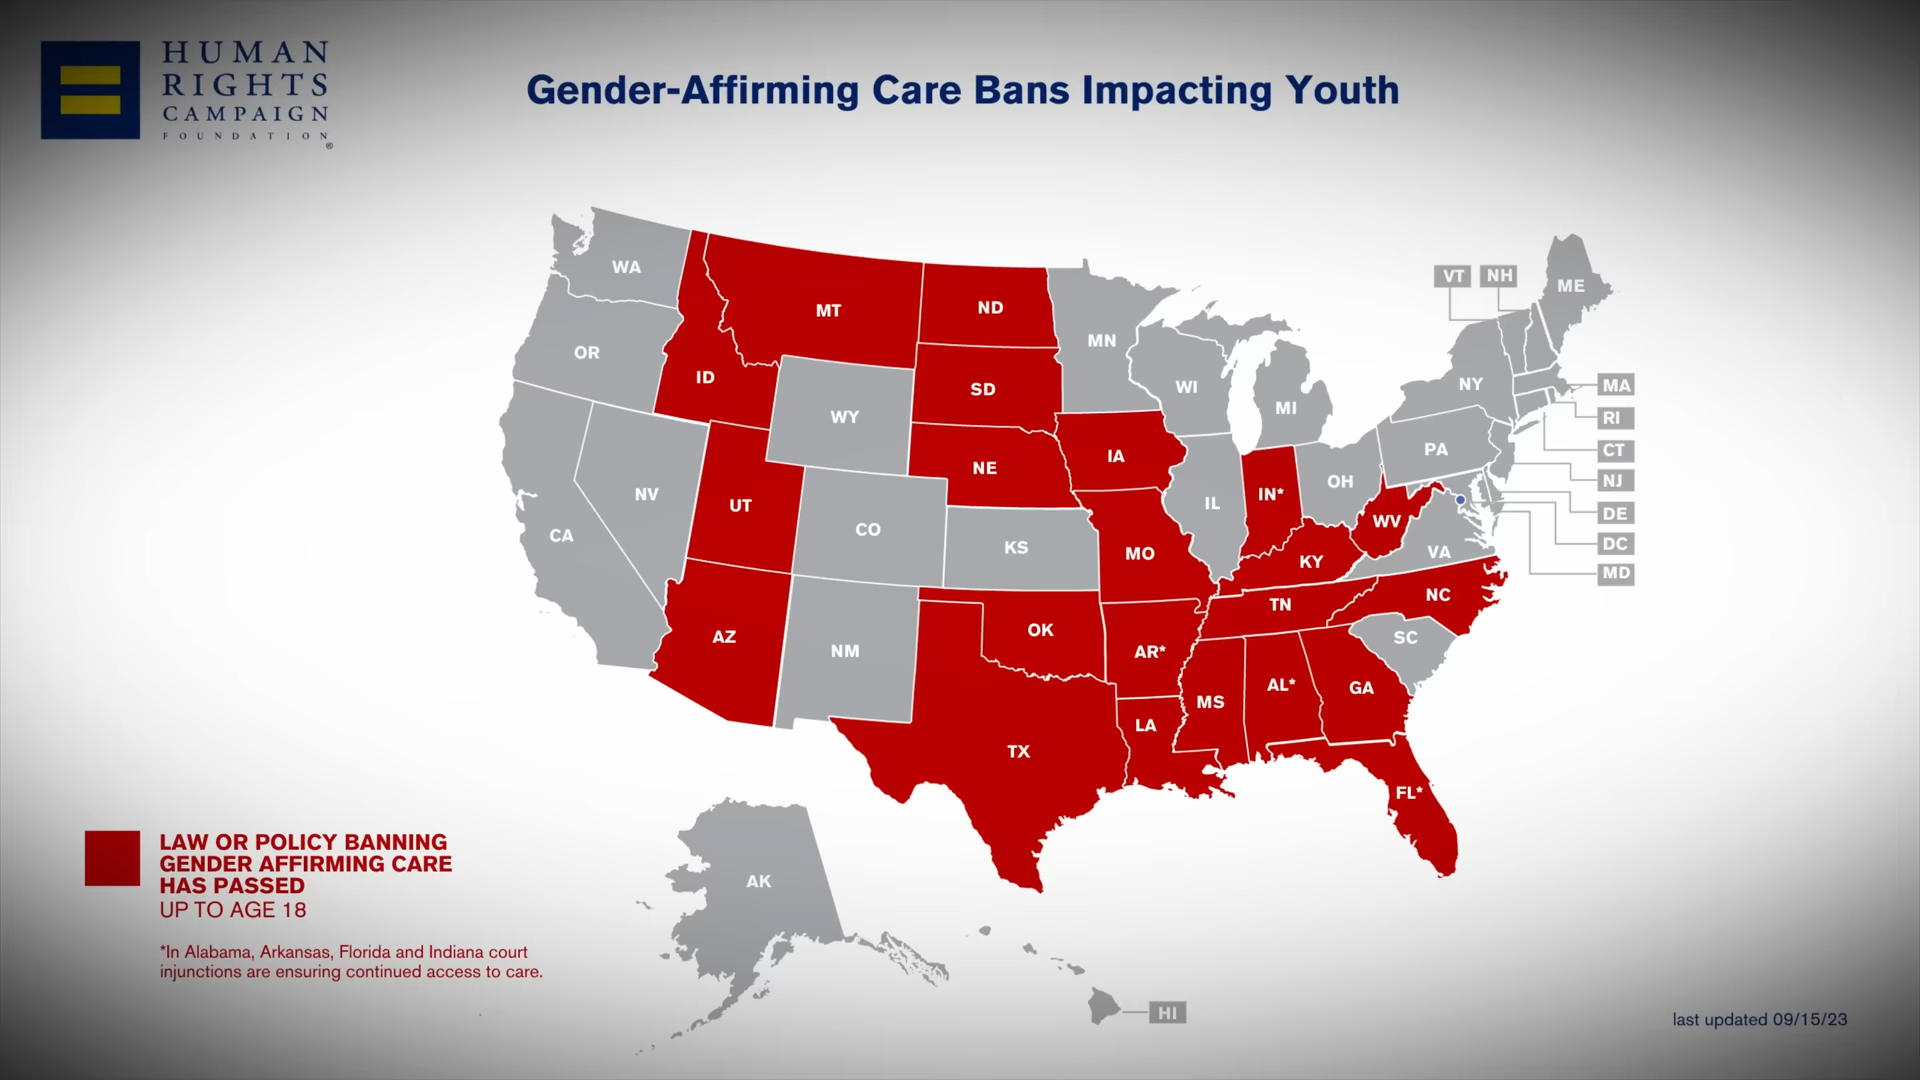 HUMAN
RIGHTS
CAMPAIGN
FOUNDATION
®
Gender-Affirming Care Bans Impacting Youth
WA
MT
ND
MN
VT
NH
ME
OR
ID
SD
WI
MI
NY
MA
WY
RI
NV
UT
NE
IA
IL
IN*
OH
PA
CT
NJ
CA
CO
KS
MO
KY
WV
VA
DE
DC
MD
AZ
NM
OK
AR*
TN
NC
SC
TX
LA
MS
AL*
GA
FL*
AK
HI
LAW OR POLICY BANNING
GENDER AFFIRMING CARE
HAS PASSED
UP TO AGE 18
*In Alabama, Arkansas, Florida and Indiana court
injunctions are ensuring continued access to care.
last updated 09/15/23